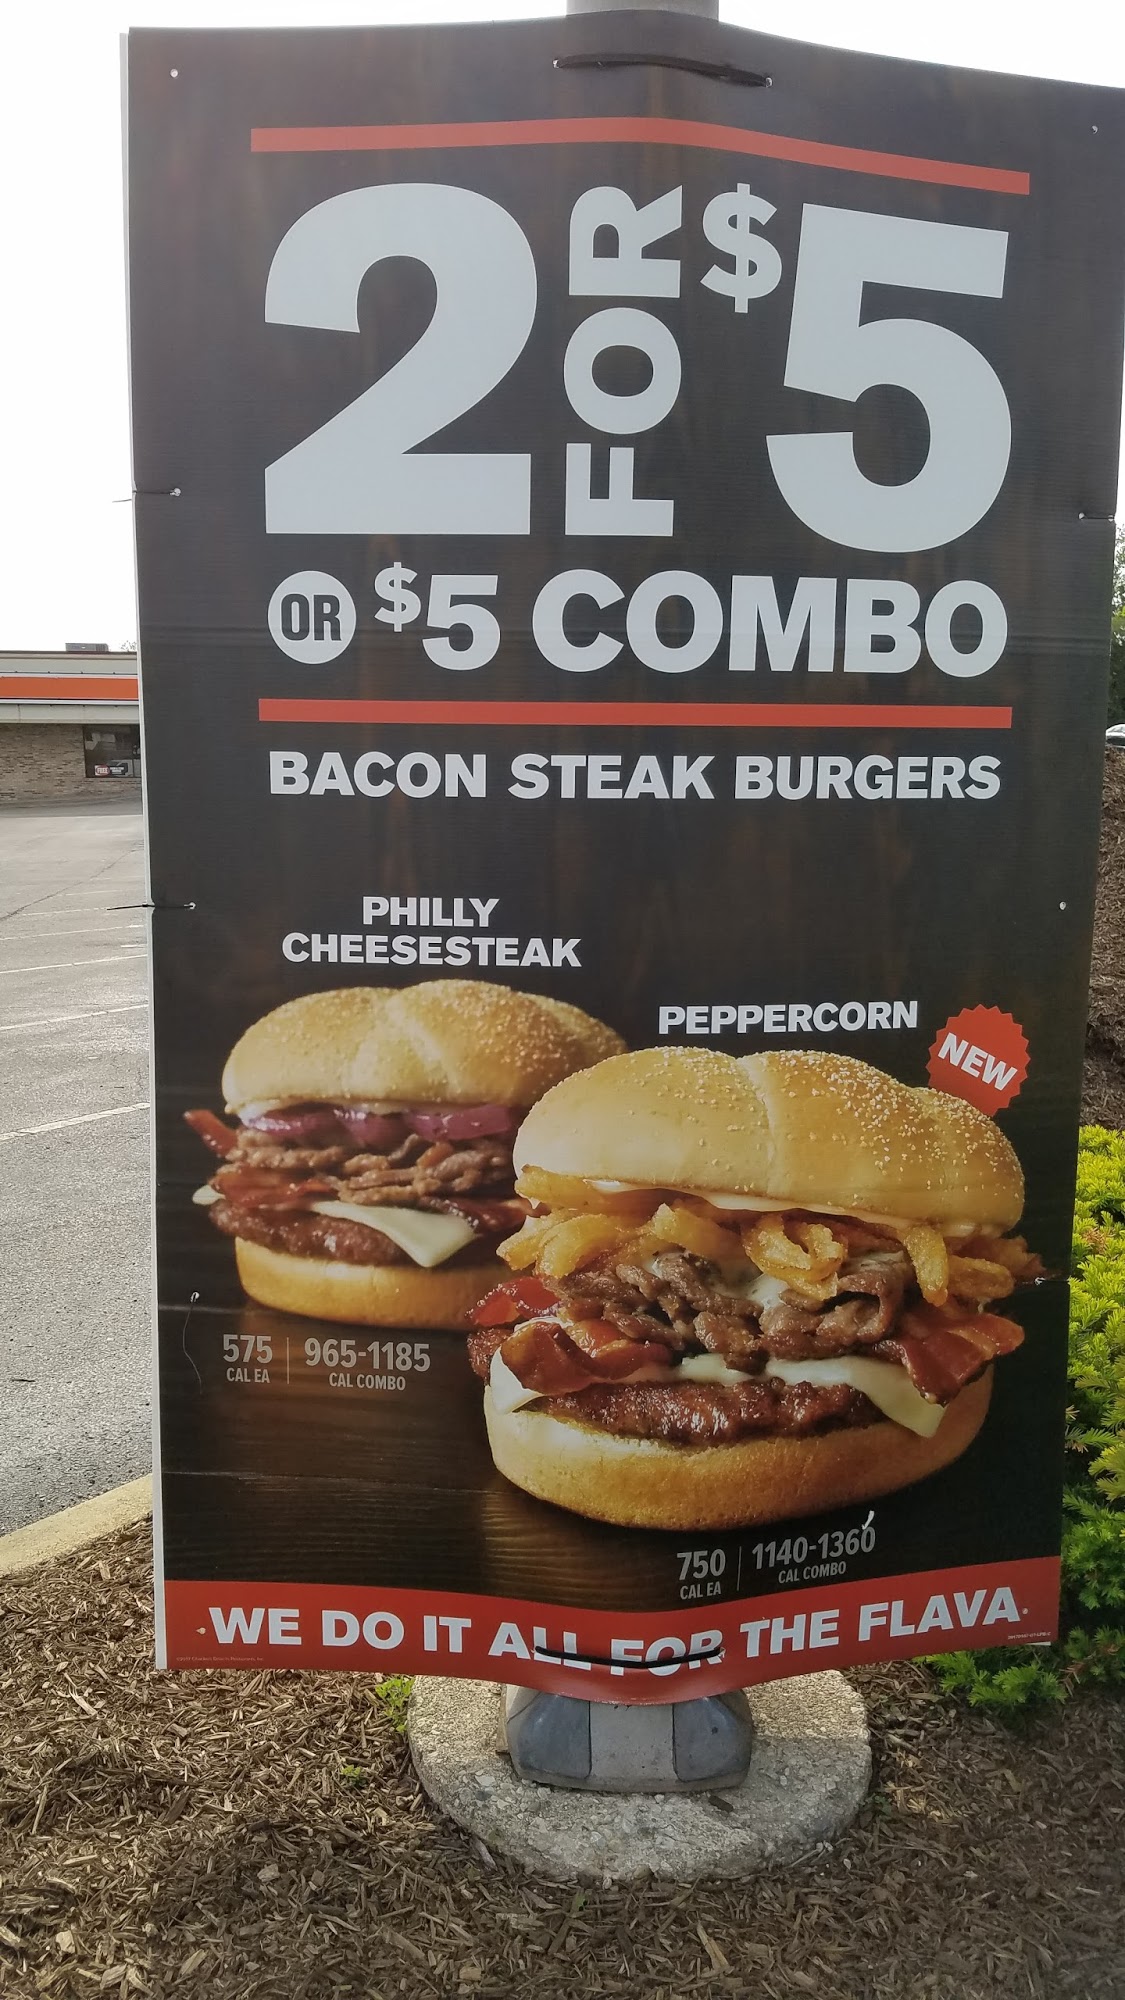 2 FOR $5
OR $5 COMBO
BACON STEAK BURGERS
PHILLY
CHEESESTEAK
PEPPERCORN
NEW
575 965-1185
CAL EA CAL COMBO
750 1140-1360
CAL EA CAL COMBO
WE DO IT ALL FOR THE FLAVA